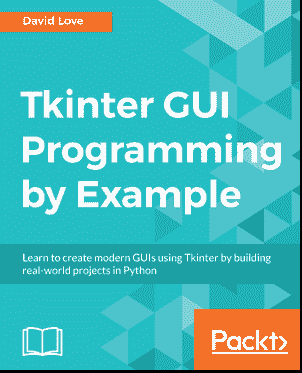 David Love
Tkinter GUI
Programming
by Example
Learn to create modern GUIs using Tkinter by building
real-world projects in Python
Packt>